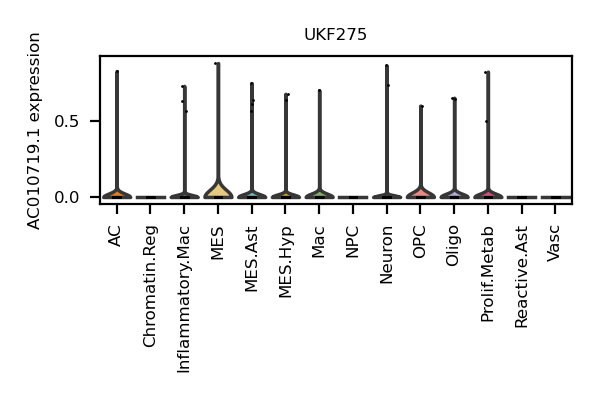 UKF275
AC010719.1 expression
0.5
0.0
AC
Chromatin.Reg
Inflammatory.Mac
MES
MES.Ast
MES.Hyp
Mac
NPC
Neuron
OPC
Oligo
Prolif.Metab
Reactive.Ast
Vasc